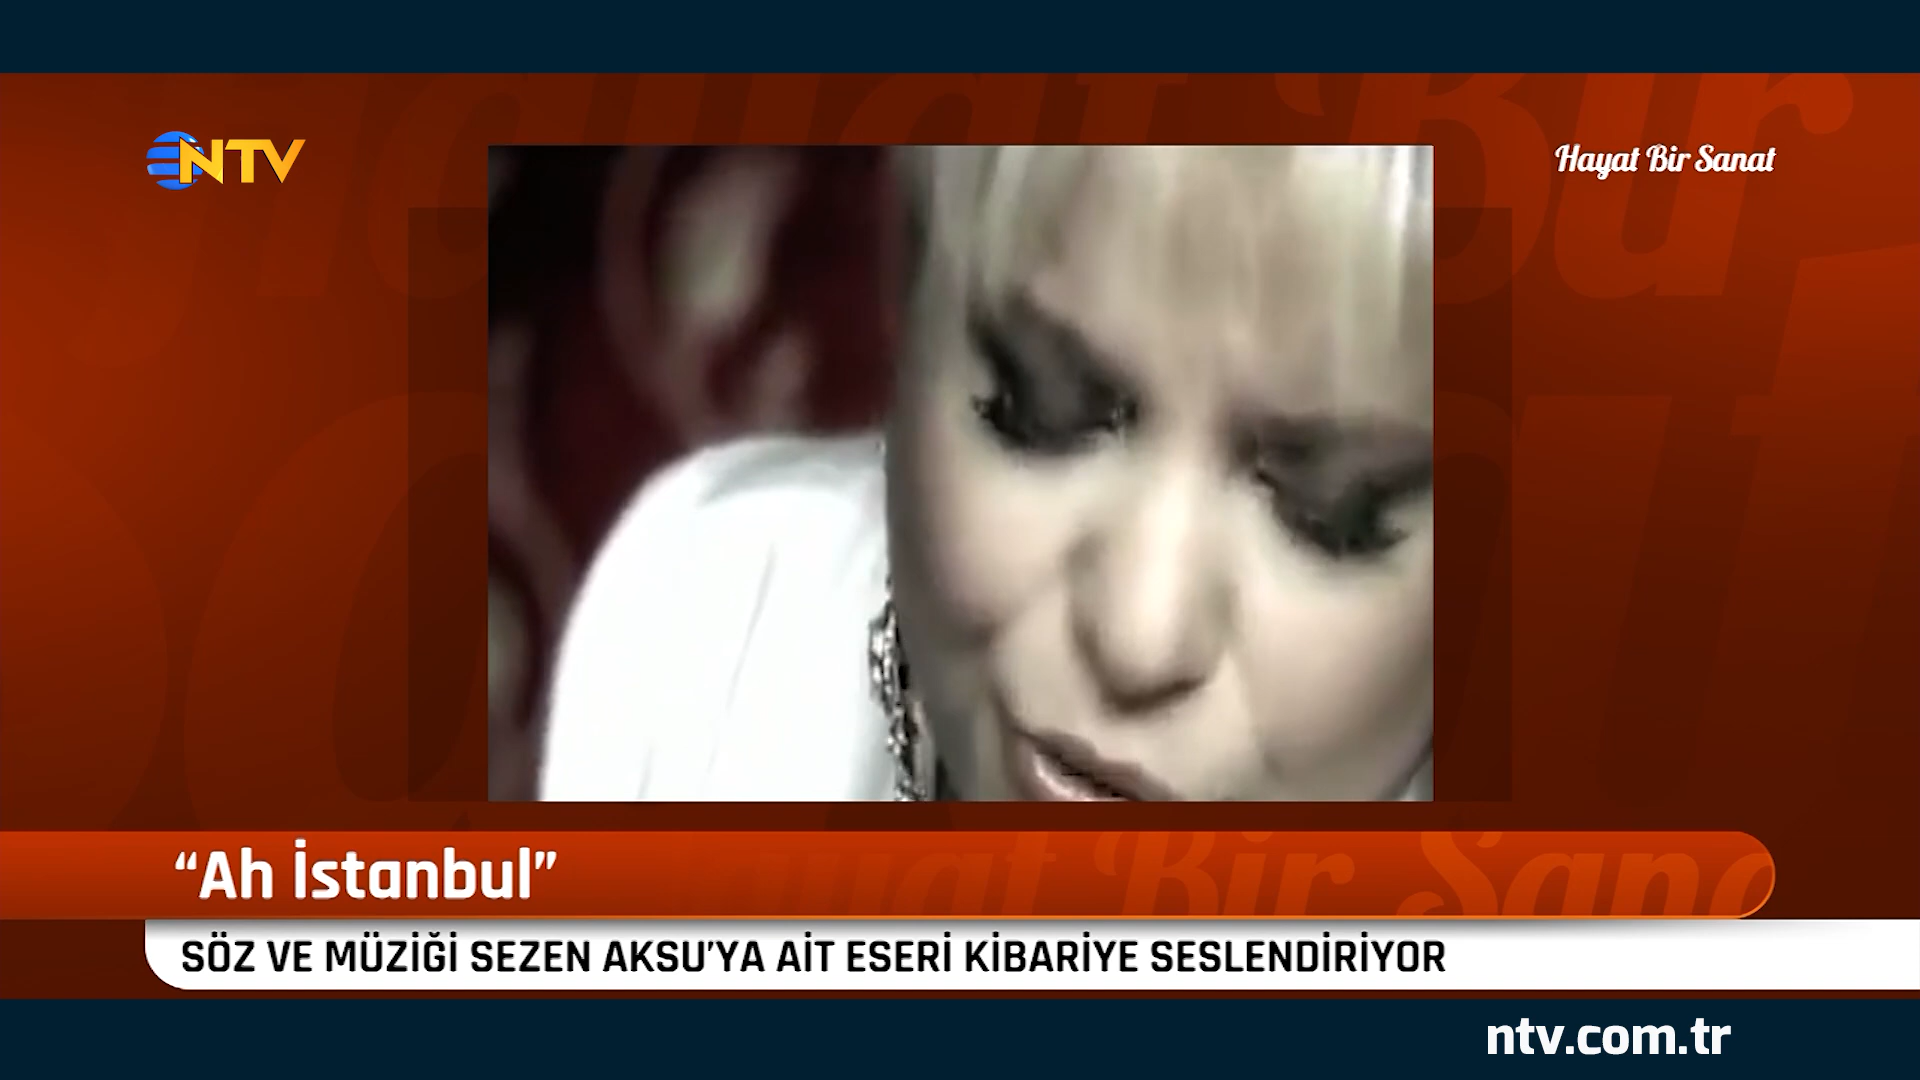 NTV
Hayat Bir Sanat
“Ah İstanbul”
SÖZ VE MÜZİĞİ SEZEN AKSU’YA AİT ESERİ KİBARİYE SESLENDİRİYOR
ntv.com.tr